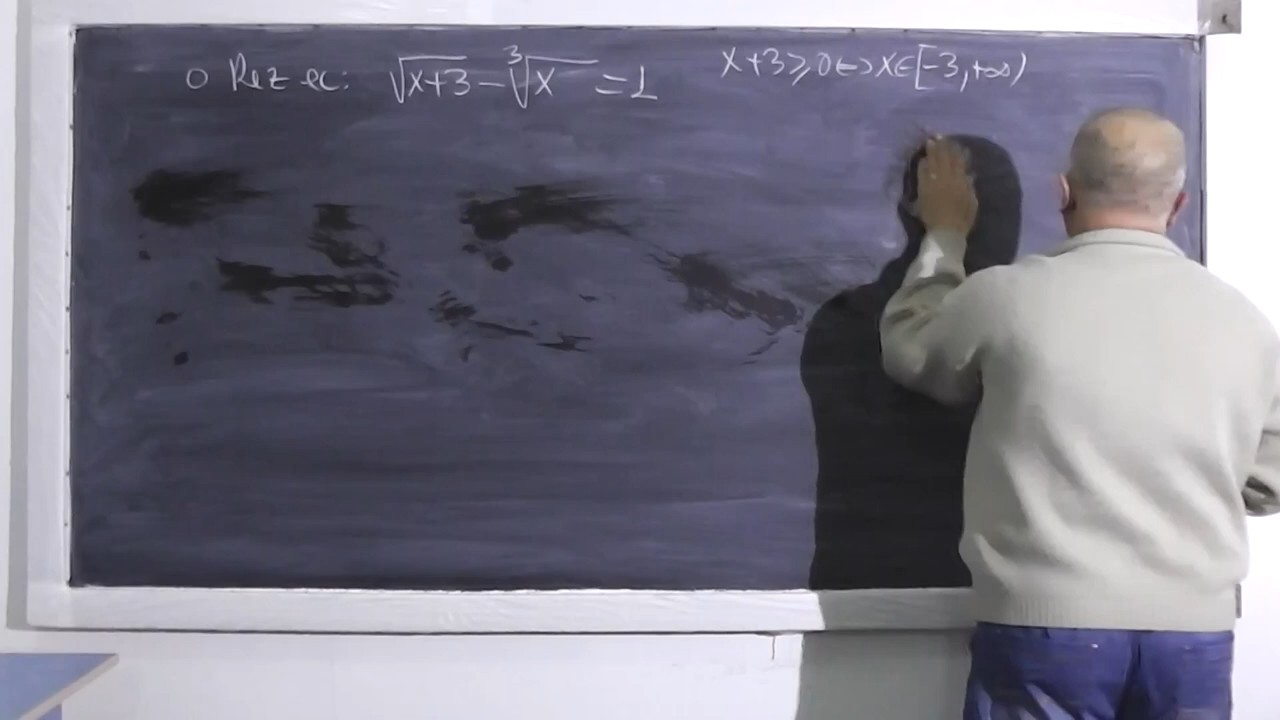 o Rez ec: √x+3 − ∛x = 1 x+3⩾0 ⇔ x∈[−3,+∞)